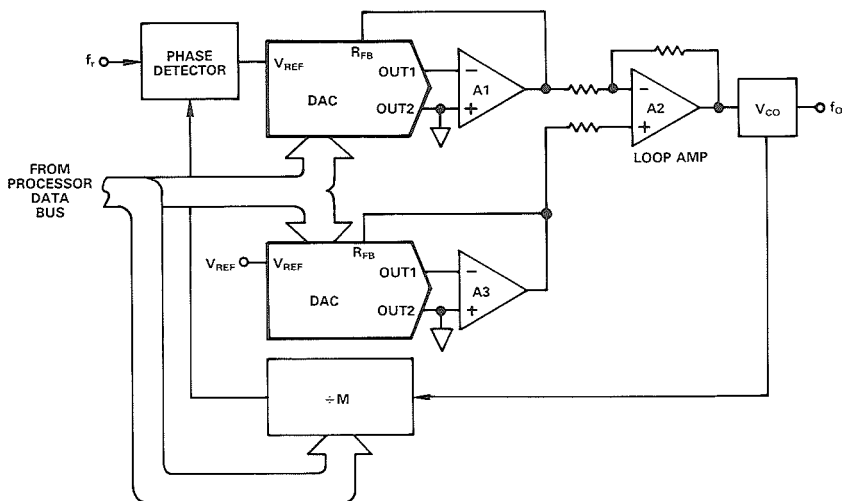 fr
PHASE
DETECTOR
VREF
RFB
DAC
OUT1
OUT2
−
A1
+
−
A2
+
LOOP AMP
VCO
fO
FROM
PROCESSOR
DATA
BUS
VREF
VREF
RFB
DAC
OUT1
OUT2
−
A3
+
÷M